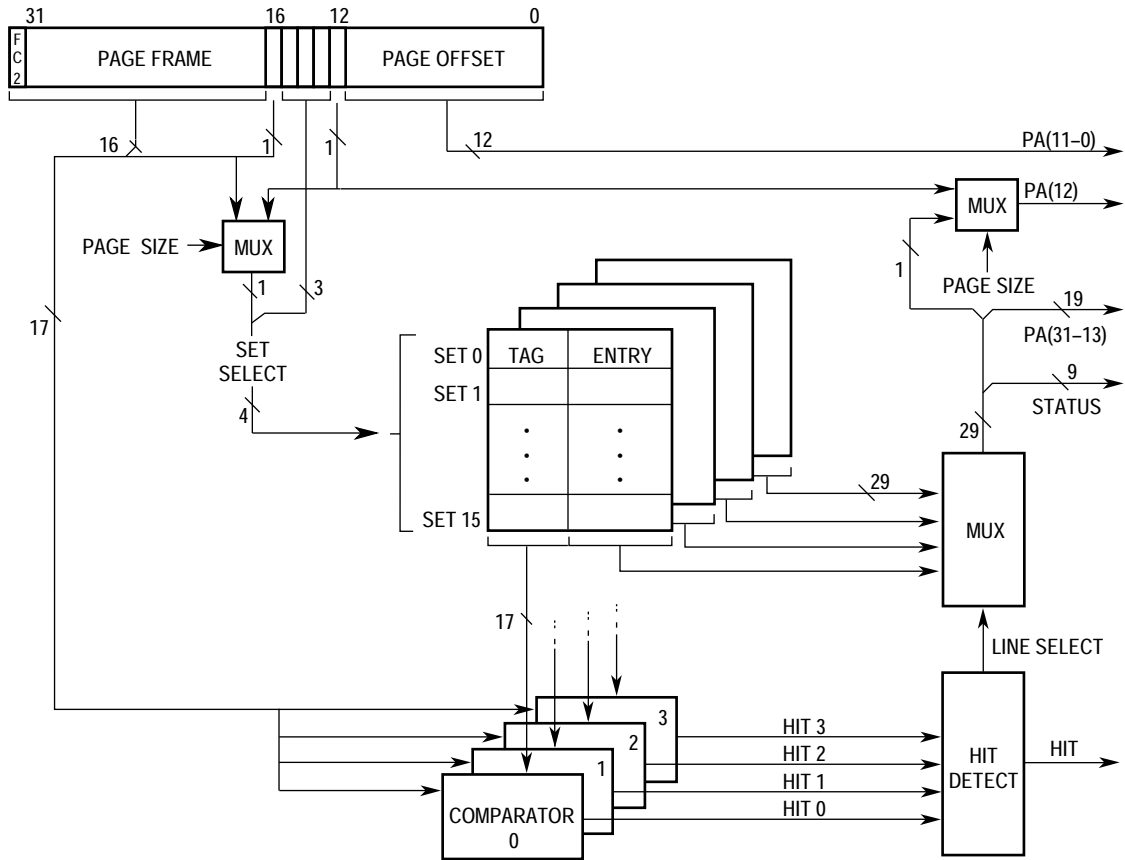 31 16 12 0
F
C
2
PAGE FRAME
PAGE OFFSET
16
1
1
12
PA(11–0)
MUX
PA(12)
PAGE SIZE
MUX
1
3
1
PAGE SIZE
19
PA(31–13)
17
SET
SELECT
4
SET 0
TAG
ENTRY
SET 1
SET 15
9
STATUS
29
29
MUX
17
LINE SELECT
3
2
1
COMPARATOR
0
HIT 3
HIT 2
HIT 1
HIT 0
HIT
DETECT
HIT